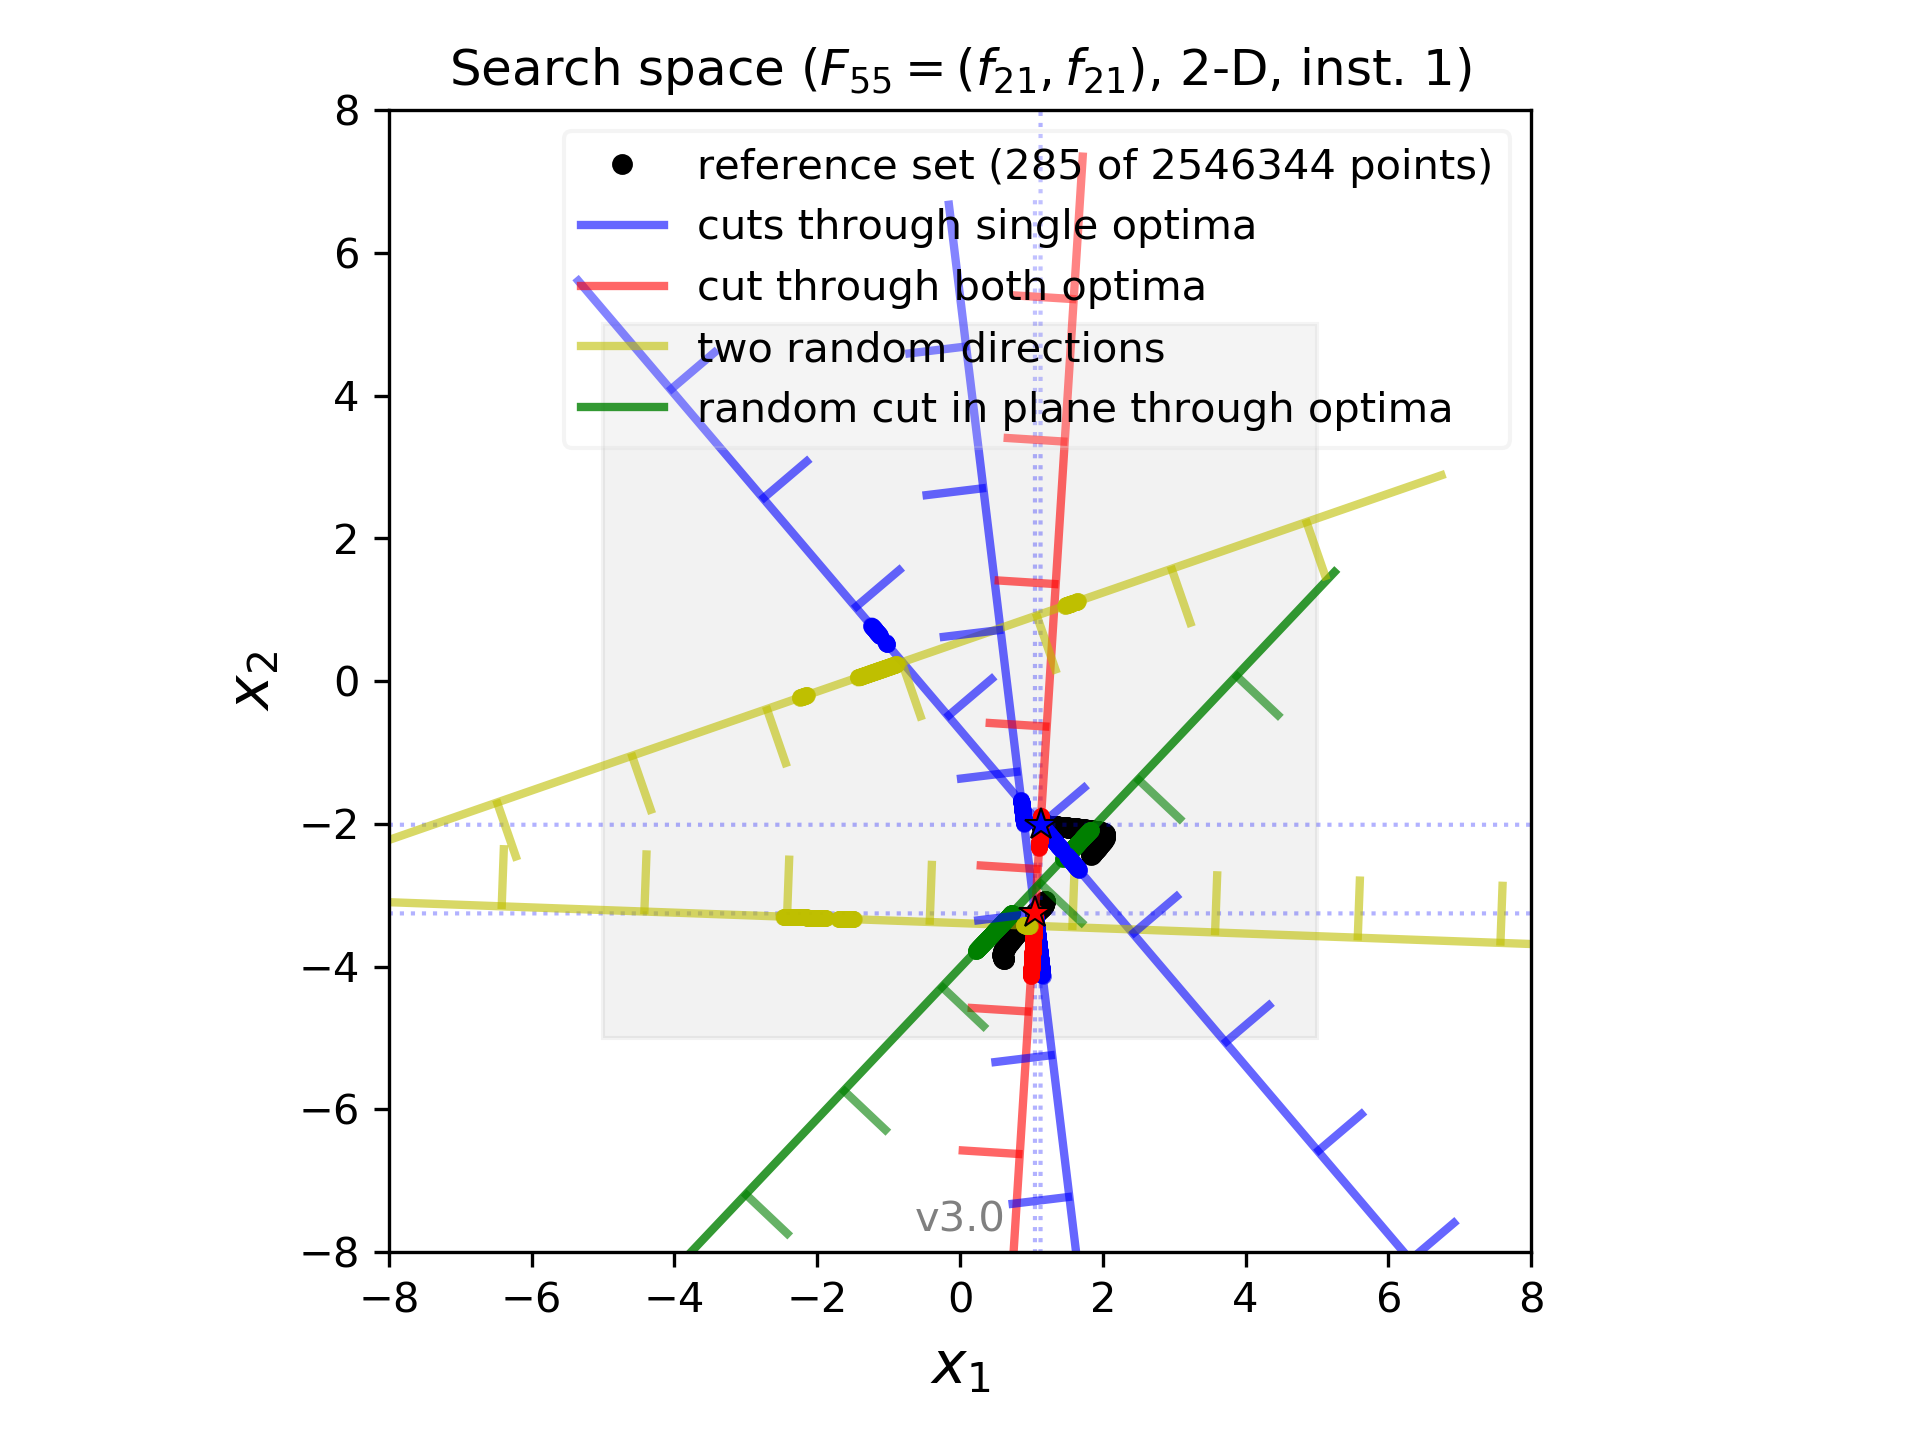 Search space (F55 = (f21, f21), 2-D, inst. 1)
8
6
4
2
0
−2
−4
−6
−8
x2
reference set (285 of 2546344 points)
cuts through single optima
cut through both optima
two random directions
random cut in plane through optima
v3.0
−8 −6 −4 −2 0 2 4 6 8
x1